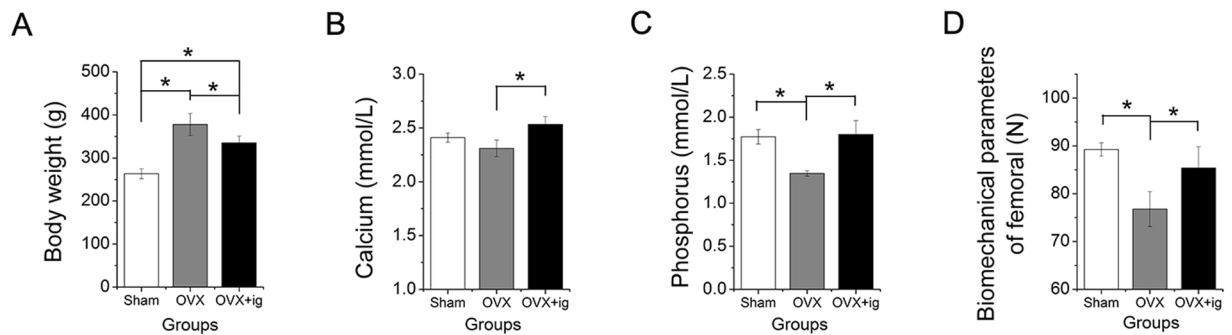 A
Body weight (g)
500
400
300
200
100
0
*
*
*
Sham OVX OVX+ig
Groups
B
Calcium (mmol/L)
3.0
2.5
2.0
1.5
1.0
*
Sham OVX OVX+ig
Groups
C
Phosphorus (mmol/L)
2.5
2.0
1.5
1.0
0.5
0.0
*
*
Sham OVX OVX+ig
Groups
D
Biomechanical parameters
of femoral (N)
100
90
80
70
60
*
*
Sham OVX OVX+ig
Groups